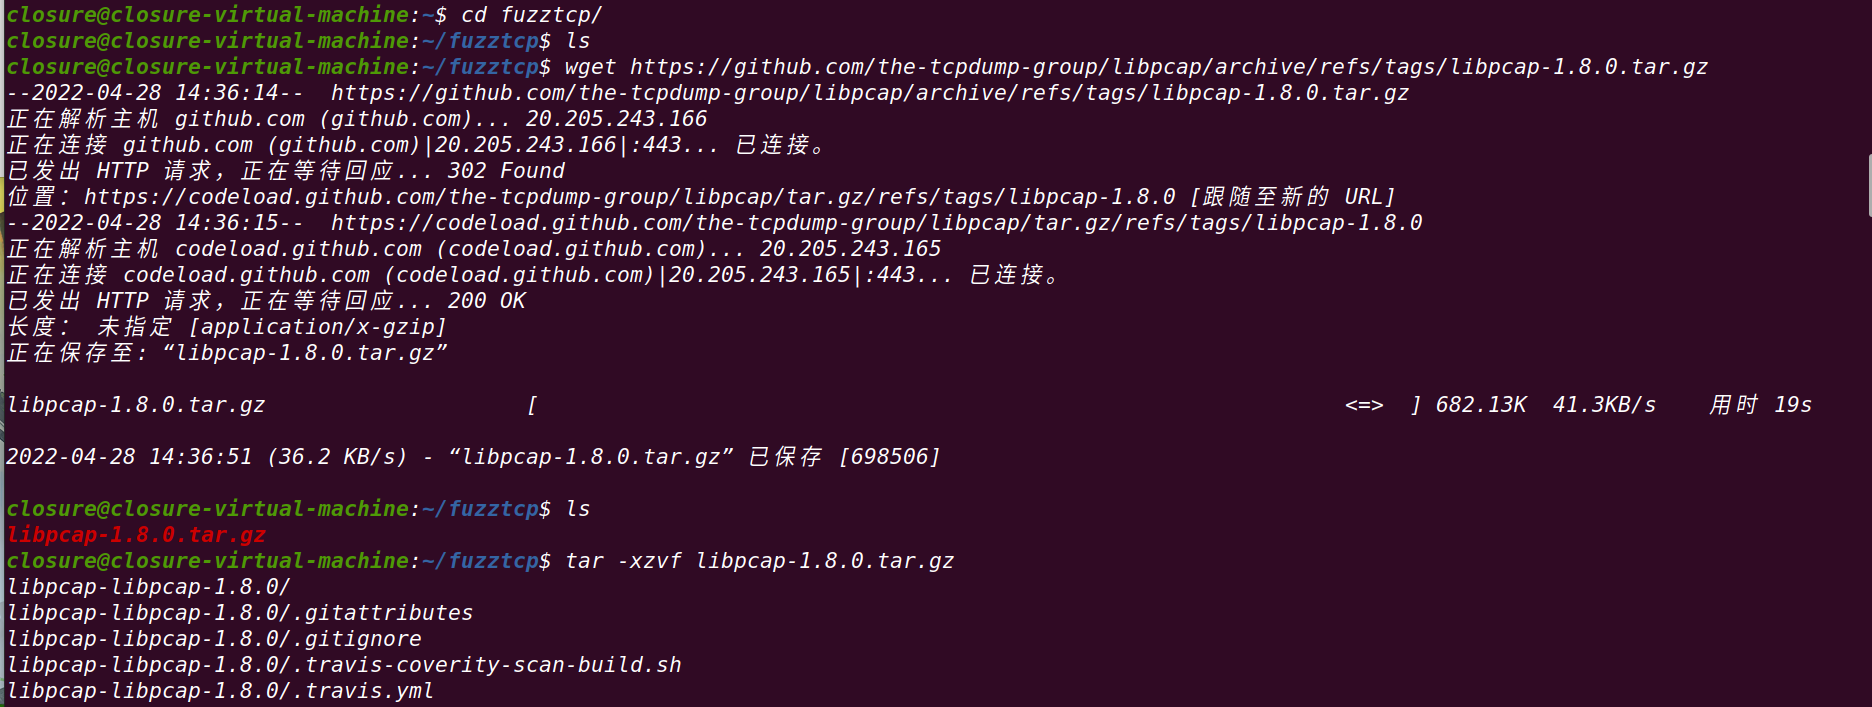 closure@closure-virtual-machine:~$ cd fuzztcp/
closure@closure-virtual-machine:~/fuzztcp$ ls
closure@closure-virtual-machine:~/fuzztcp$ wget https://github.com/the-tcpdump-group/libpcap/archive/refs/tags/libpcap-1.8.0.tar.gz
--2022-04-28 14:36:14--  https://github.com/the-tcpdump-group/libpcap/archive/refs/tags/libpcap-1.8.0.tar.gz
正在解析主机 github.com (github.com)... 20.205.243.166
正在连接 github.com (github.com)|20.205.243.166|:443... 已连接。
已发出 HTTP 请求，正在等待回应... 302 Found
位置：https://codeload.github.com/the-tcpdump-group/libpcap/tar.gz/refs/tags/libpcap-1.8.0 [跟随至新的 URL]
--2022-04-28 14:36:15--  https://codeload.github.com/the-tcpdump-group/libpcap/tar.gz/refs/tags/libpcap-1.8.0
正在解析主机 codeload.github.com (codeload.github.com)... 20.205.243.165
正在连接 codeload.github.com (codeload.github.com)|20.205.243.165|:443... 已连接。
已发出 HTTP 请求，正在等待回应... 200 OK
长度： 未指定 [application/x-gzip]
正在保存至: “libpcap-1.8.0.tar.gz”
libpcap-1.8.0.tar.gz                    [                                                              <=>  ] 682.13K  41.3KB/s    用时 19s
2022-04-28 14:36:51 (36.2 KB/s) - “libpcap-1.8.0.tar.gz” 已保存 [698506]
closure@closure-virtual-machine:~/fuzztcp$ ls
libpcap-1.8.0.tar.gz
closure@closure-virtual-machine:~/fuzztcp$ tar -xzvf libpcap-1.8.0.tar.gz
libpcap-libpcap-1.8.0/
libpcap-libpcap-1.8.0/.gitattributes
libpcap-libpcap-1.8.0/.gitignore
libpcap-libpcap-1.8.0/.travis-coverity-scan-build.sh
libpcap-libpcap-1.8.0/.travis.yml